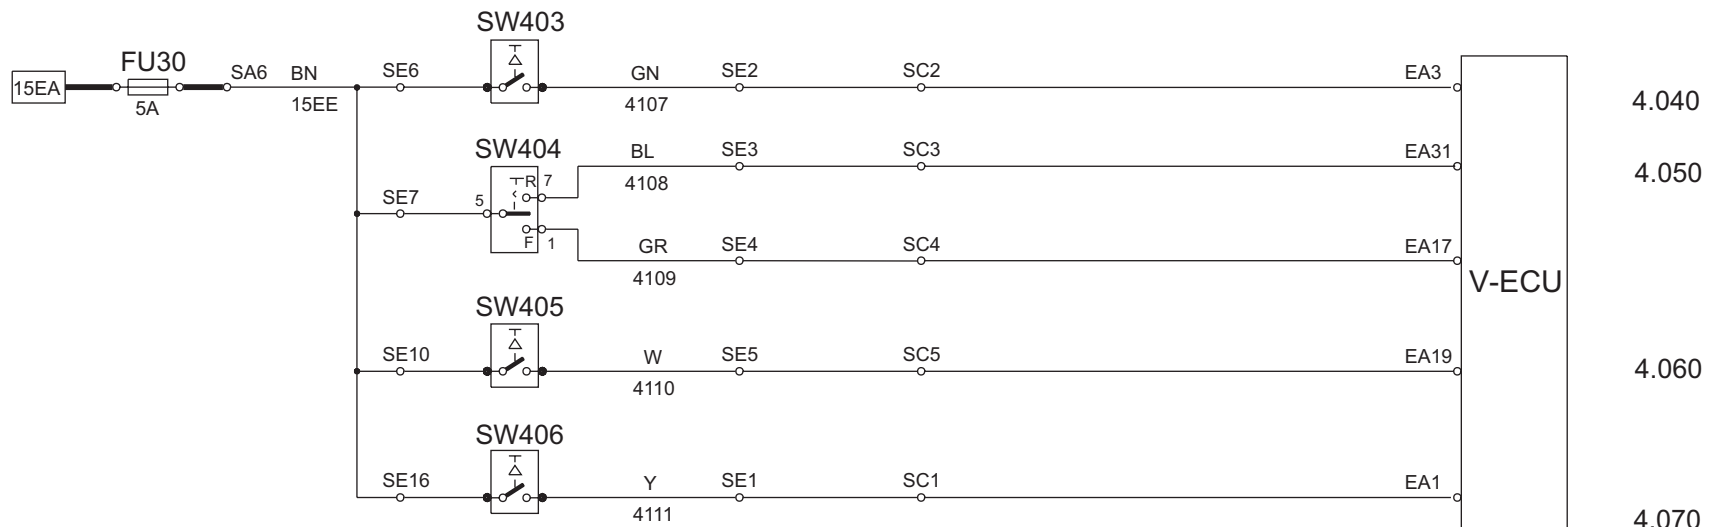 SW403
15EA FU30 5A SA6 BN 15EE SE6 GN 4107 SE2 SC2 EA3 4.040
SW404
BL 4108 SE3 SC3 EA31 4.050
SE7 5 R 7 F 1
GR 4109 SE4 SC4 EA17
V-ECU
SW405
SE10 W 4110 SE5 SC5 EA19 4.060
SW406
SE16 Y 4111 SE1 SC1 EA1 4.070